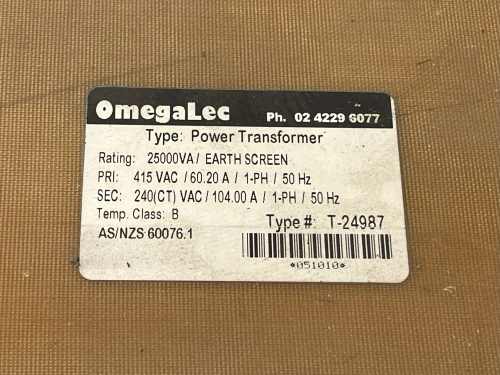 OmegaLec Ph. 02 4229 6077
Type: Power Transformer
Rating: 25000VA / EARTH SCREEN
PRI: 415 VAC / 60.20 A / 1-PH / 50 Hz
SEC: 240(CT) VAC / 104.00 A / 1-PH / 50 Hz
Temp. Class: B
Type #: T-24987
AS/NZS 60076.1
*051010*